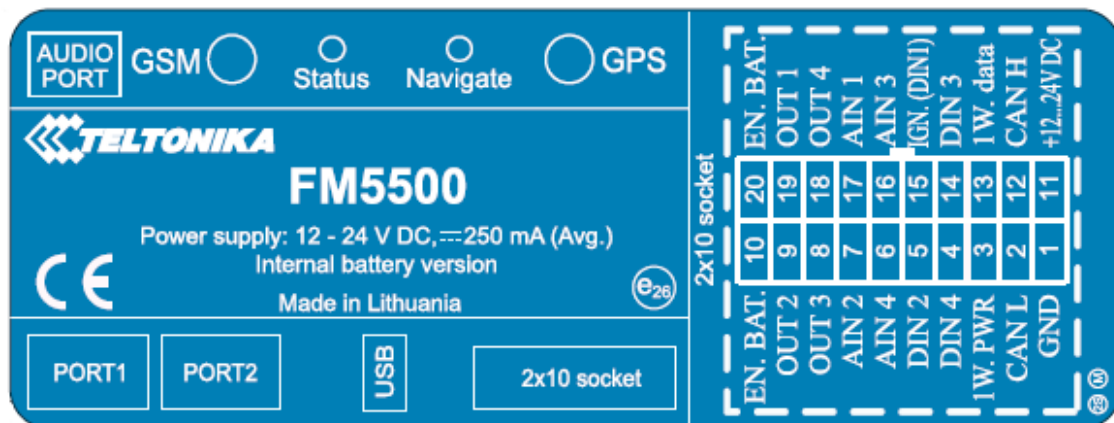 AUDIO PORT
GSM
Status
Navigate
GPS
TELTONIKA
FM5500
Power supply: 12 - 24 V DC, ⎓250 mA (Avg.)
Internal battery version
CE
Made in Lithuania
e26
PORT1
PORT2
USB
2x10 socket
2x10 socket
EN. BAT.
OUT 1
OUT 4
AIN 1
AIN 3
IGN. (DIN1)
DIN 3
1W. data
CAN H
+12...24V DC
20 19 18 17 16 15 14 13 12 11
10 9 8 7 6 5 4 3 2 1
EN. BAT.
OUT 2
OUT 3
AIN 2
AIN 4
DIN 2
DIN 4
1W. PWR
CAN L
GND